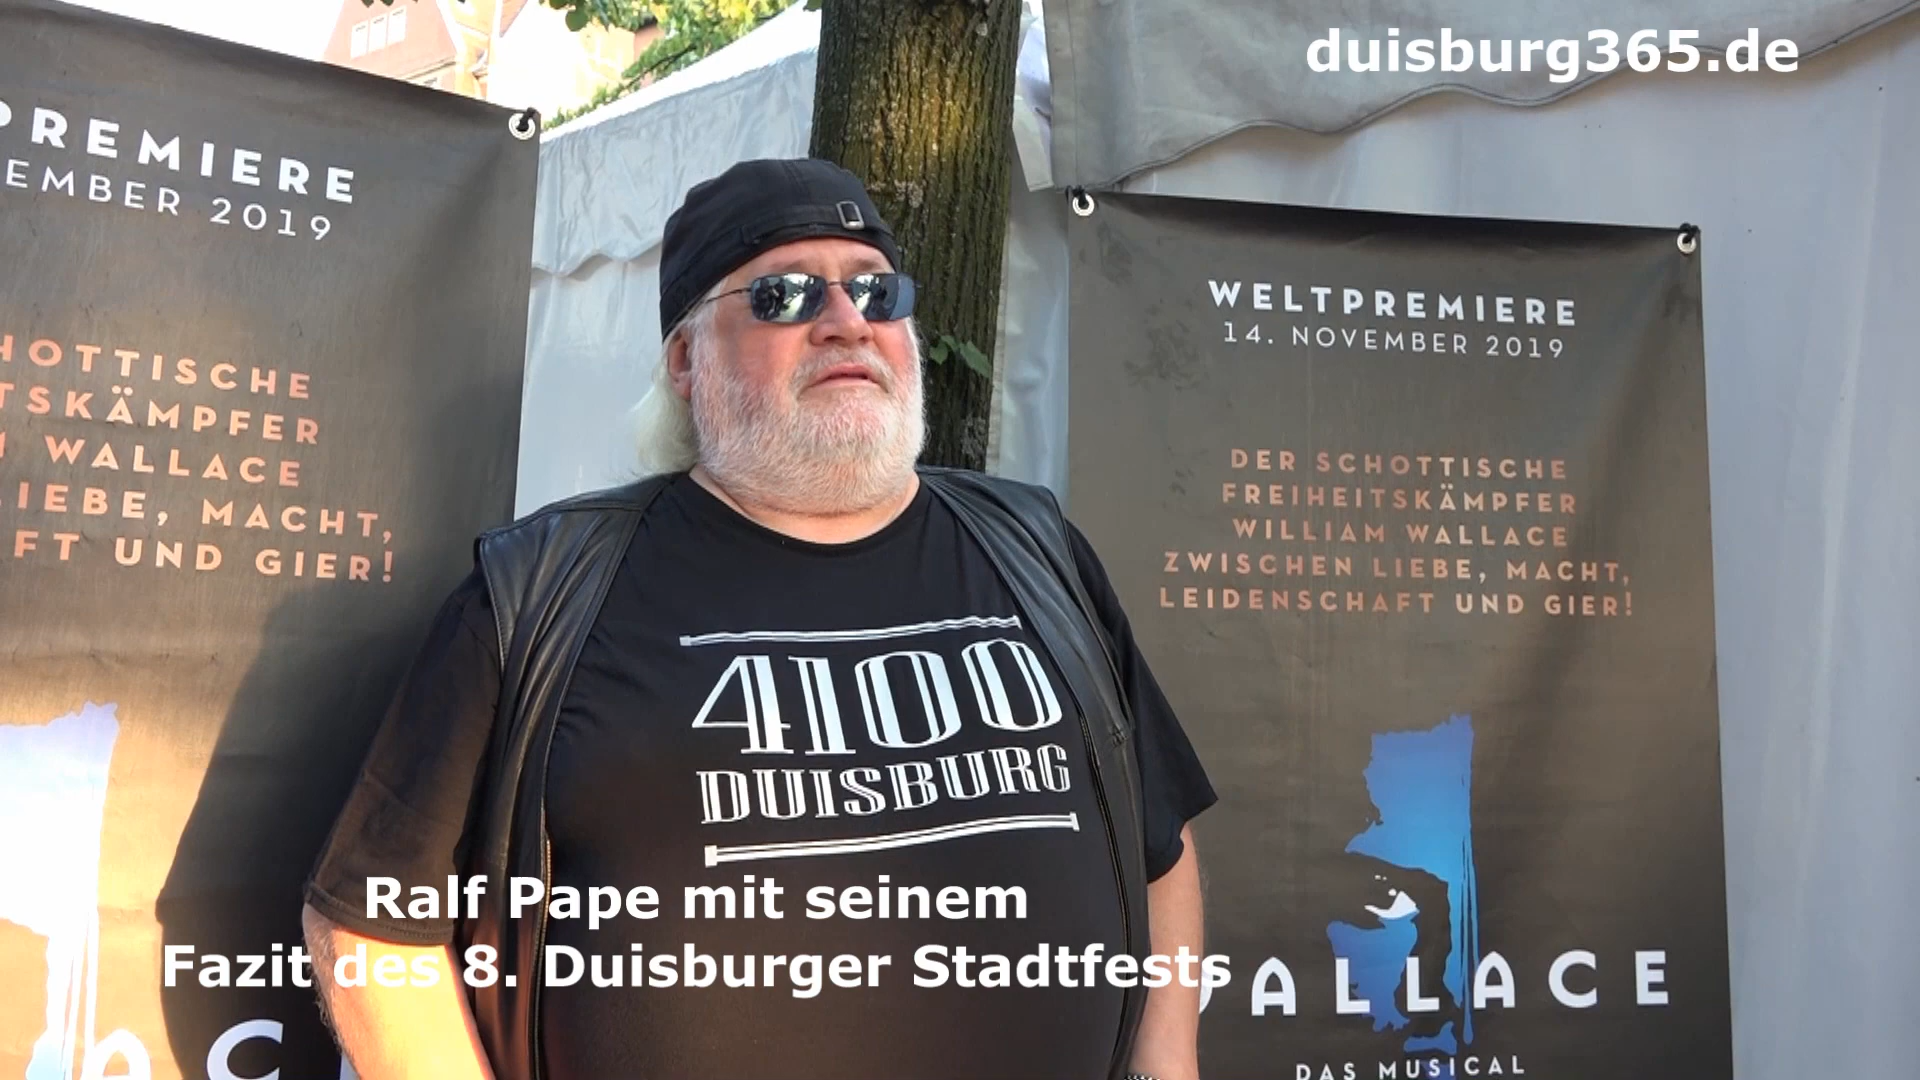 duisburg365.de
PREMIERE
EMBER 2019
HOTTISCHE
TSKÄMPFER
WALLACE
LIEBE, MACHT,
FT UND GIER!
AC
WELTPREMIERE
14. NOVEMBER 2019
DER SCHOTTISCHE
FREIHEITSKÄMPFER
WILLIAM WALLACE
ZWISCHEN LIEBE, MACHT,
LEIDENSCHAFT UND GIER!
WALLACE
DAS MUSICAL
4100
DUISBURG
Ralf Pape mit seinem
Fazit des 8. Duisburger Stadtfests